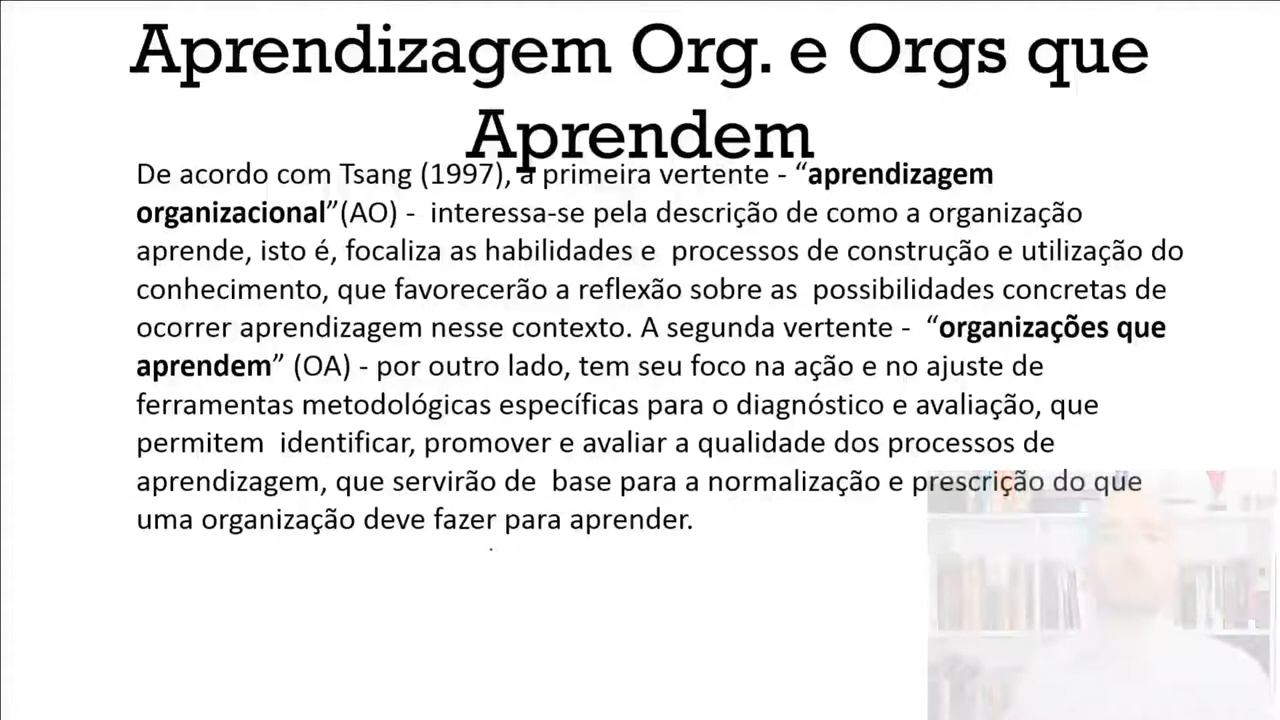 Aprendizagem Org. e Orgs que
Aprendem
De acordo com Tsang (1997), a primeira vertente - “aprendizagem
organizacional”(AO) - interessa-se pela descrição de como a organização
aprende, isto é, focaliza as habilidades e processos de construção e utilização do
conhecimento, que favorecerão a reflexão sobre as possibilidades concretas de
ocorrer aprendizagem nesse contexto. A segunda vertente - “organizações que
aprendem” (OA) - por outro lado, tem seu foco na ação e no ajuste de
ferramentas metodológicas específicas para o diagnóstico e avaliação, que
permitem identificar, promover e avaliar a qualidade dos processos de
aprendizagem, que servirão de base para a normalização e prescrição do que
uma organização deve fazer para aprender.